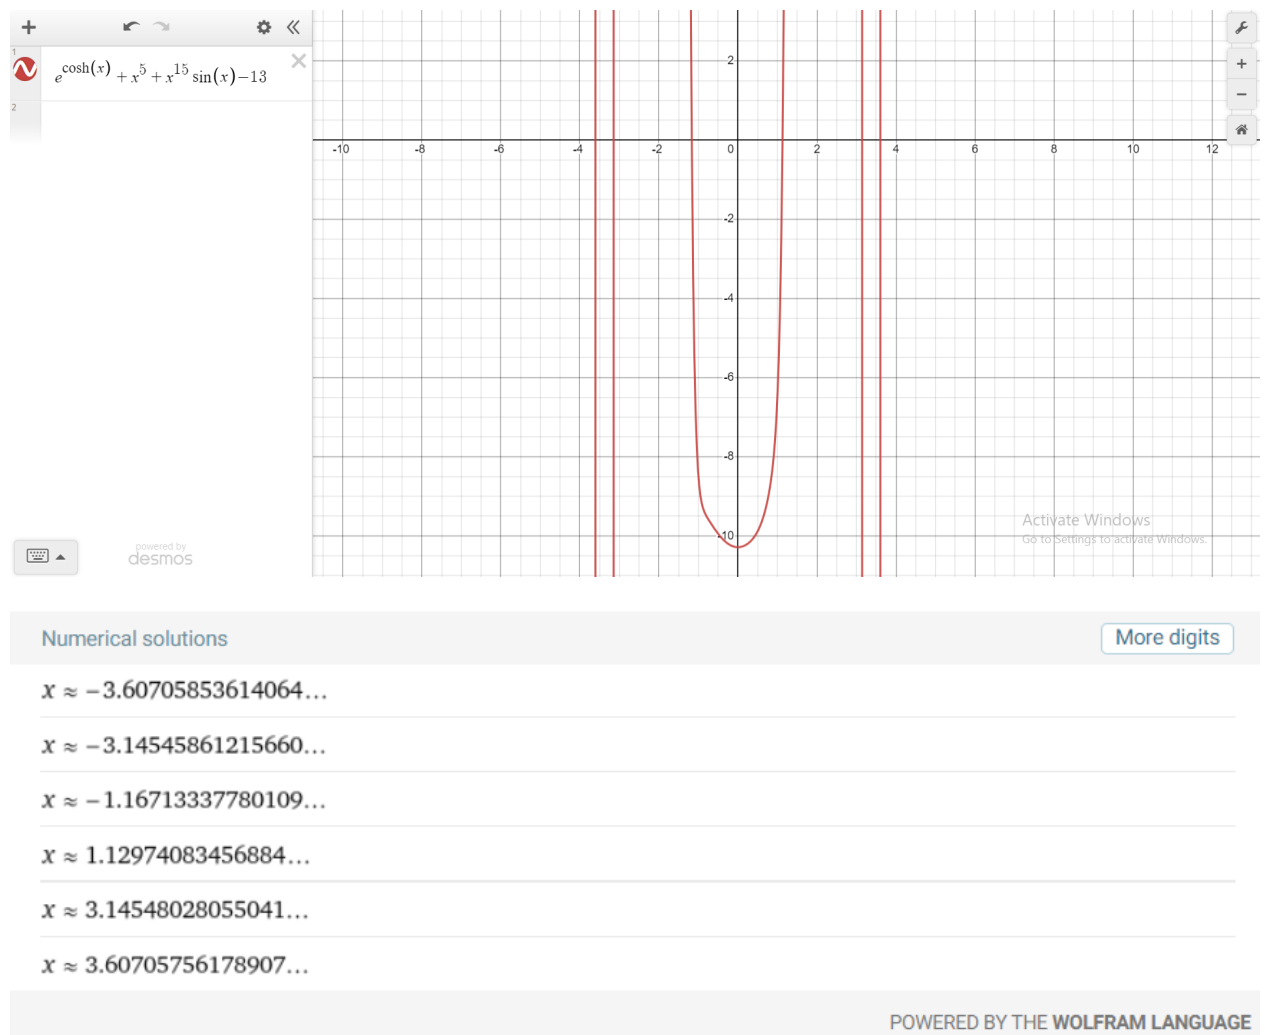 1
e^cosh(x) + x^5 + x^15 sin(x) − 13
2
2
-10 -8 -6 -4 -2 0 2 4 6 8 10 12
-2
-4
-6
-8
-10
powered by
desmos
Activate Windows
Go to Settings to activate Windows.
Numerical solutions
More digits
x ≈ −3.60705853614064...
x ≈ −3.14545861215660...
x ≈ −1.16713337780109...
x ≈ 1.12974083456884...
x ≈ 3.14548028055041...
x ≈ 3.60705756178907...
POWERED BY THE WOLFRAM LANGUAGE